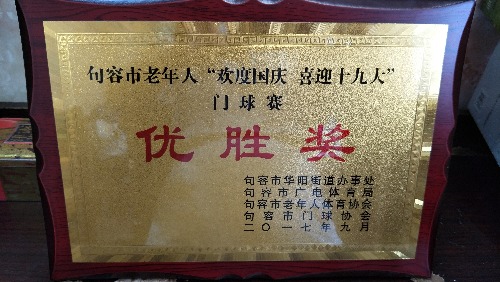 句容市老年人“欢度国庆 喜迎十九大”
门球赛
优胜奖
句容市华阳街道办事处
句容市广电体育局
句容市老年人体育协会
句容市门球协会
二〇一七年九月